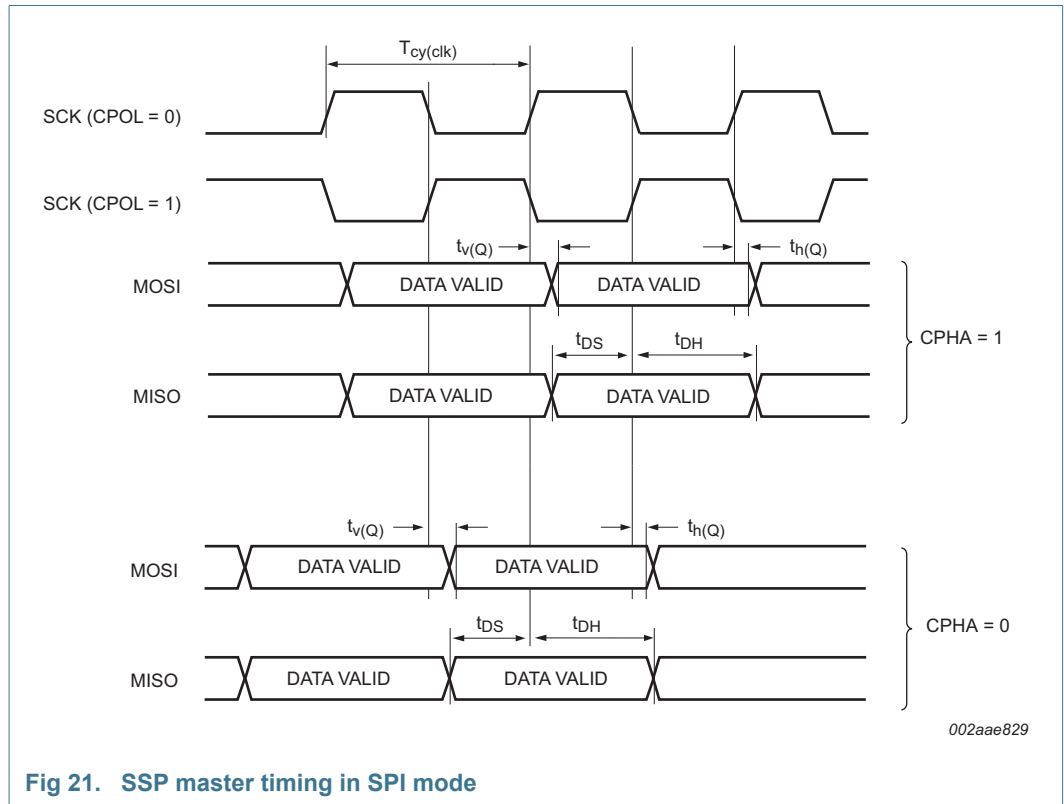 Tcy(clk)
SCK (CPOL = 0)
SCK (CPOL = 1)
tv(Q)
th(Q)
MOSI
DATA VALID
DATA VALID
tDS
tDH
CPHA = 1
MISO
DATA VALID
DATA VALID
tv(Q)
th(Q)
MOSI
DATA VALID
DATA VALID
tDS
tDH
CPHA = 0
MISO
DATA VALID
DATA VALID
002aae829
Fig 21. SSP master timing in SPI mode